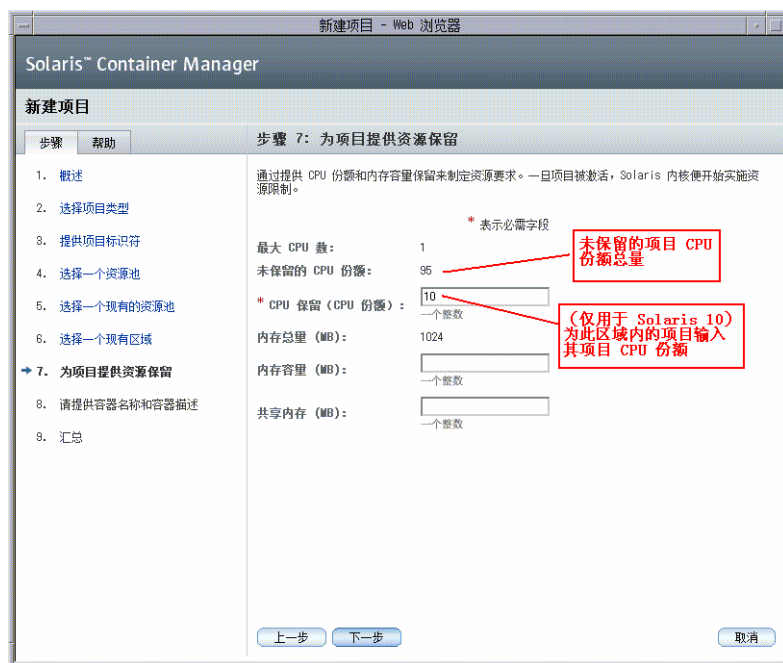 新建项目 - Web 浏览器
Solaris™ Container Manager
新建项目
步骤
帮助
1. 概述
2. 选择项目类型
3. 提供项目标识符
4. 选择一个资源池
5. 选择一个现有的资源池
6. 选择一个现有区域
7. 为项目提供资源保留
8. 请提供容器名称和容器描述
9. 汇总
步骤 7: 为项目提供资源保留
通过提供 CPU 份额和内存容量保留来制定资源要求。一旦项目被激活，Solaris 内核便开始实施资
源限制。
* 表示必需字段
最大 CPU 数: 1
未保留的 CPU 份额: 95
* CPU 保留 (CPU 份额) : 10
一个整数
内存总量 (MB): 1024
内存容量 (MB):
一个整数
共享内存 (MB):
一个整数
未保留的项目 CPU
份额总量
(仅用于 Solaris 10)
为此区域内的项目输入
其项目 CPU 份额
上一步
下一步
取消